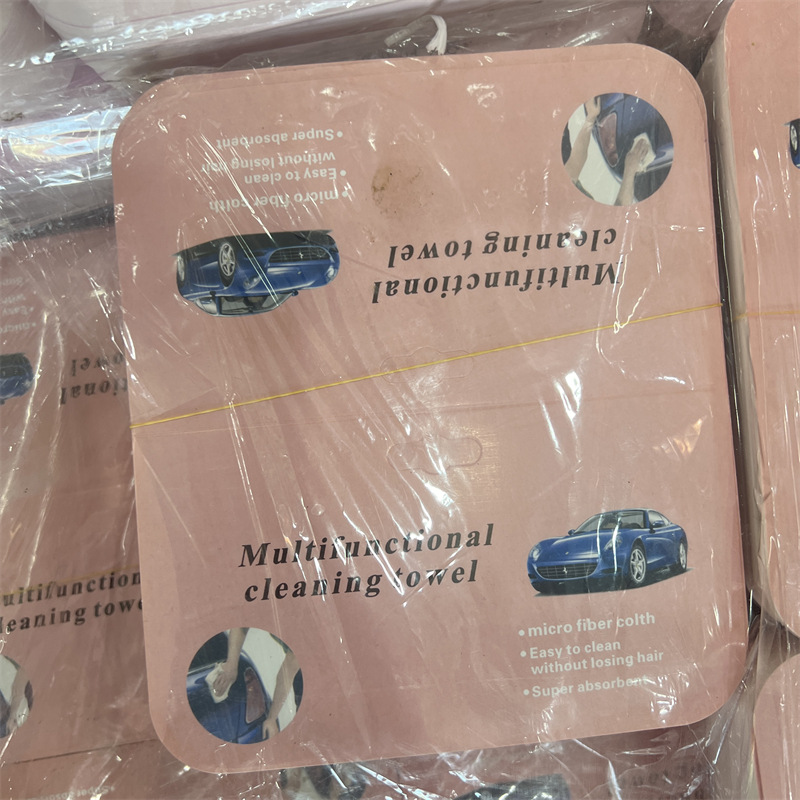 •Super absorbent
without losing
•Easy to clean
•micro fiber colth
Multifunctional
cleaning towel
Multifunctional
cleaning towel
•micro fiber colth
•Easy to clean
without losing hair
•Super absorbent